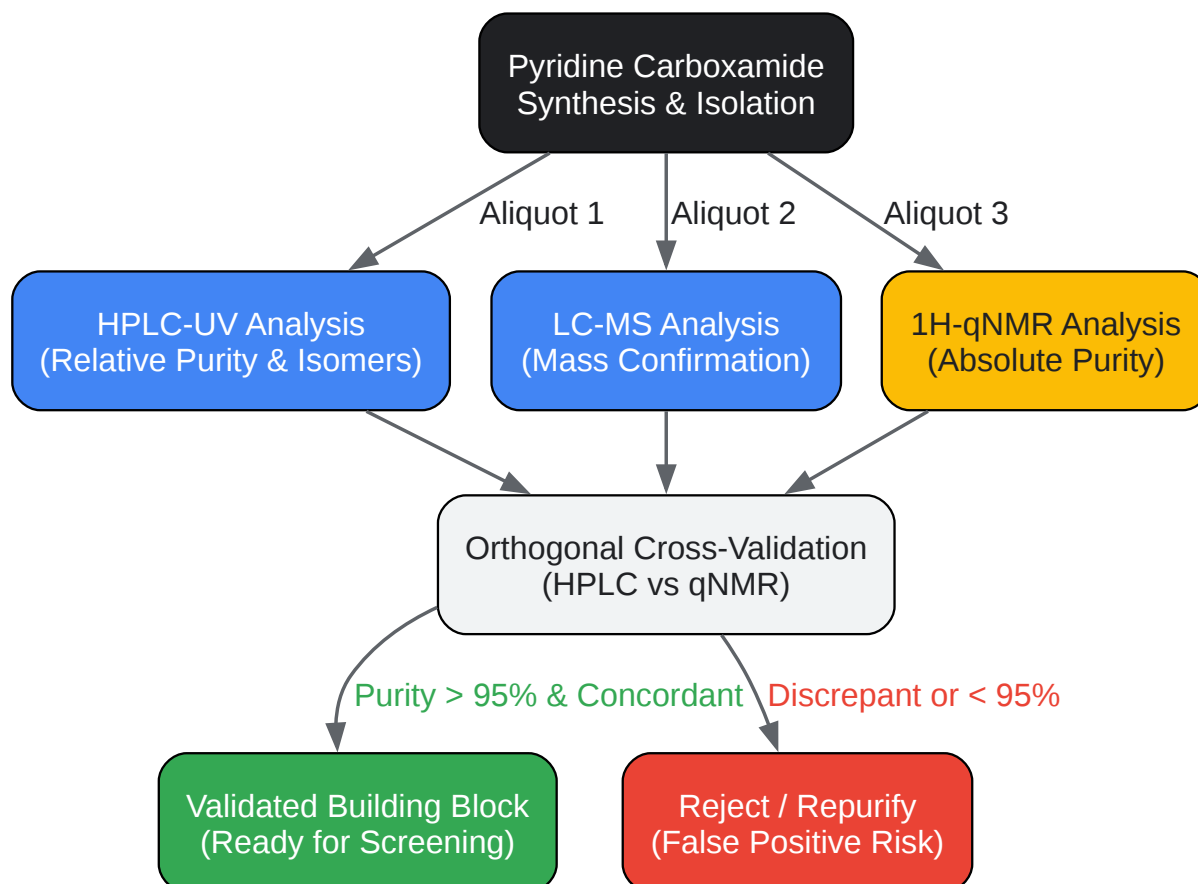 Pyridine Carboxamide
Synthesis & Isolation
Aliquot 1
Aliquot 2
Aliquot 3
HPLC-UV Analysis
(Relative Purity & Isomers)
LC-MS Analysis
(Mass Confirmation)
1H-qNMR Analysis
(Absolute Purity)
Orthogonal Cross-Validation
(HPLC vs qNMR)
Purity > 95% & Concordant
Discrepant or < 95%
Validated Building Block
(Ready for Screening)
Reject / Repurify
(False Positive Risk)